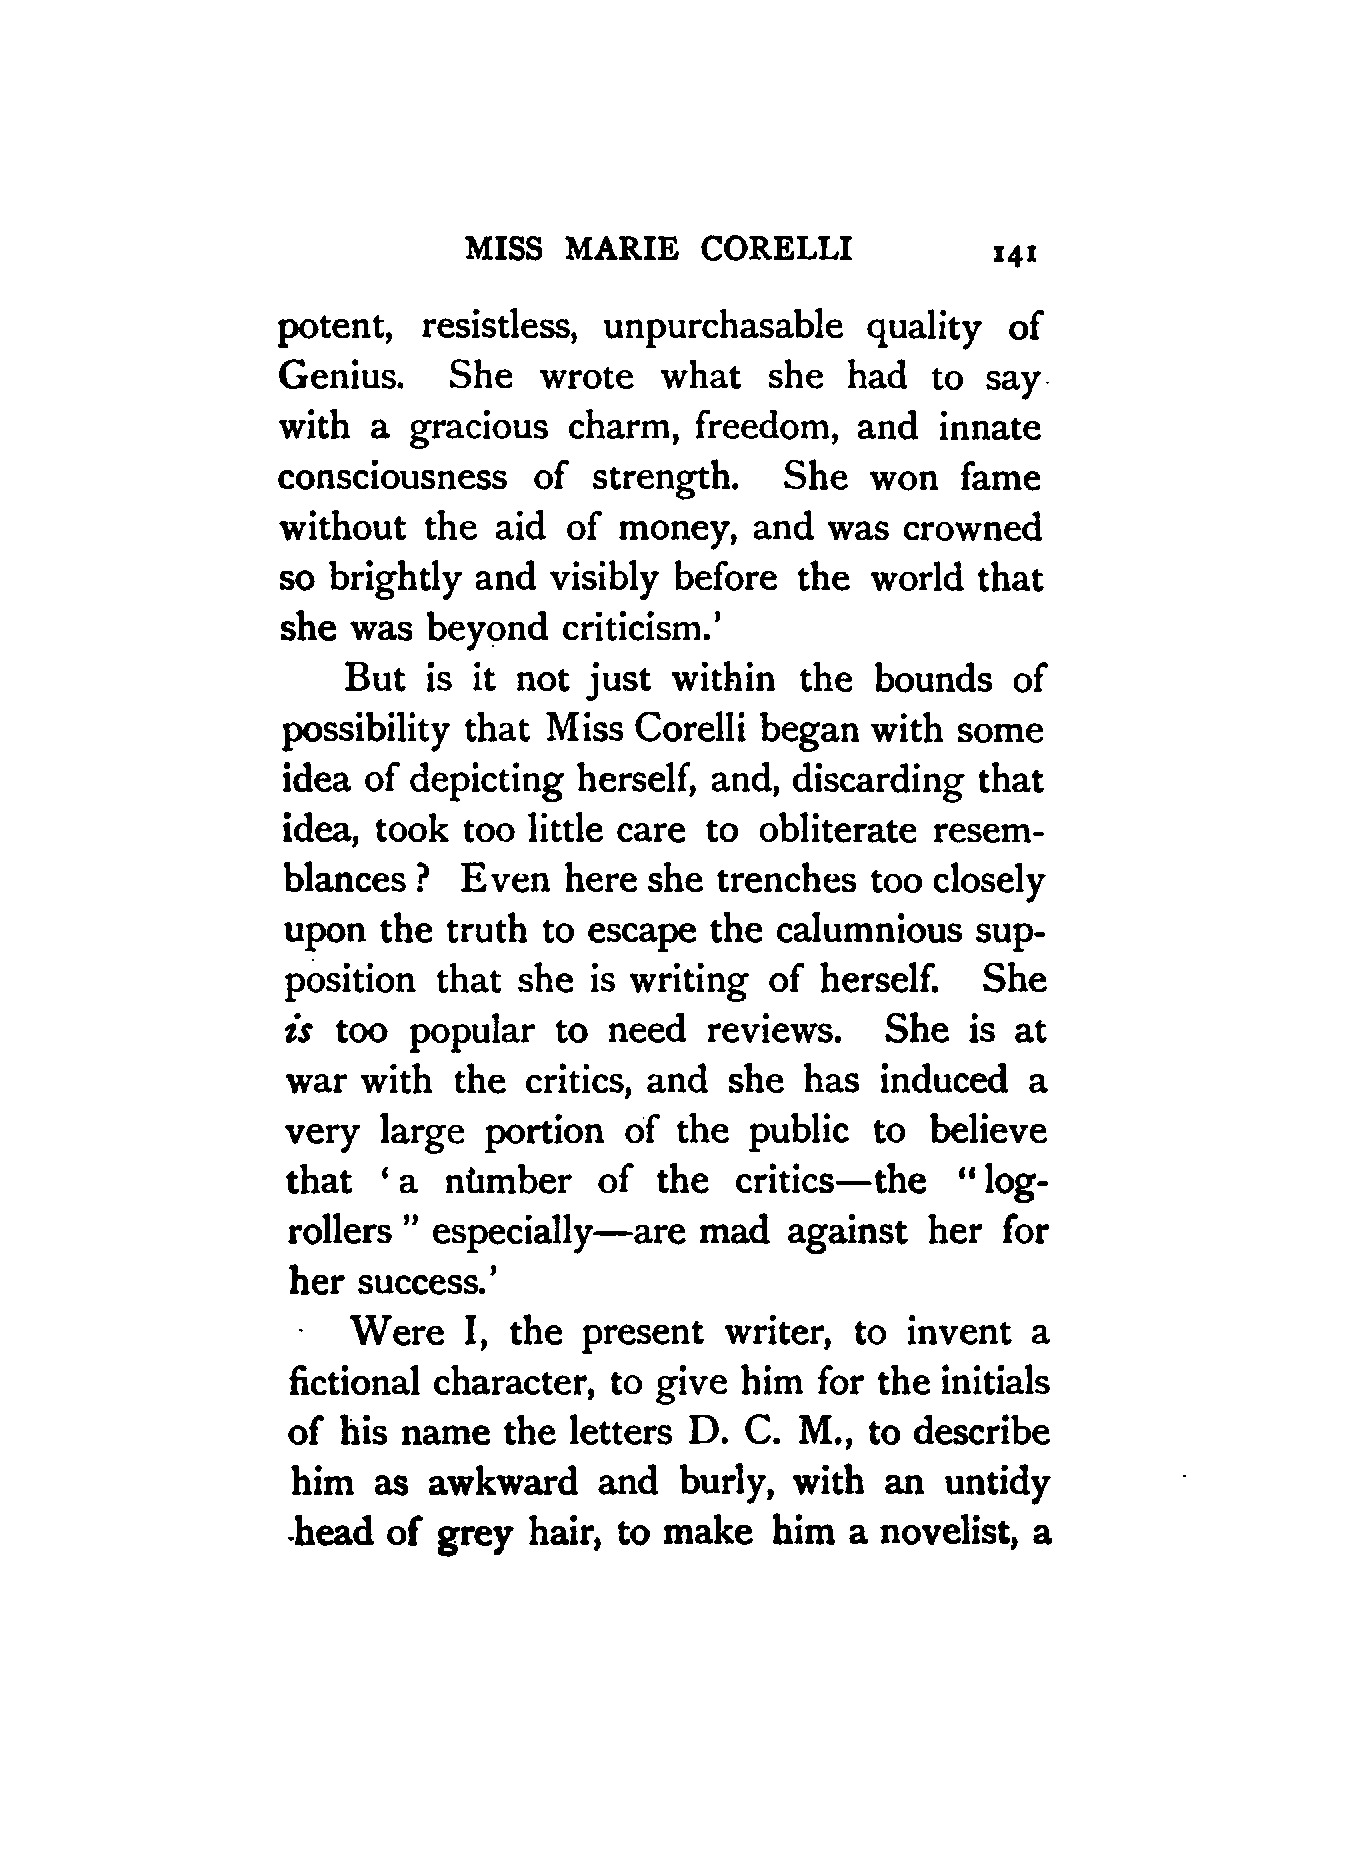 MISS MARIE CORELLI 141
potent, resistless, unpurchasable quality of
Genius. She wrote what she had to say
with a gracious charm, freedom, and innate
consciousness of strength. She won fame
without the aid of money, and was crowned
so brightly and visibly before the world that
she was beyond criticism.'
But is it not just within the bounds of
possibility that Miss Corelli began with some
idea of depicting herself, and, discarding that
idea, took too little care to obliterate resem-
blances ? Even here she trenches too closely
upon the truth to escape the calumnious sup-
position that she is writing of herself. She
is too popular to need reviews. She is at
war with the critics, and she has induced a
very large portion of the public to believe
that ‘ a number of the critics—the “ log-
rollers ” especially—are mad against her for
her success.'
Were I, the present writer, to invent a
fictional character, to give him for the initials
of his name the letters D. C. M., to describe
him as awkward and burly, with an untidy
head of grey hair, to make him a novelist, a